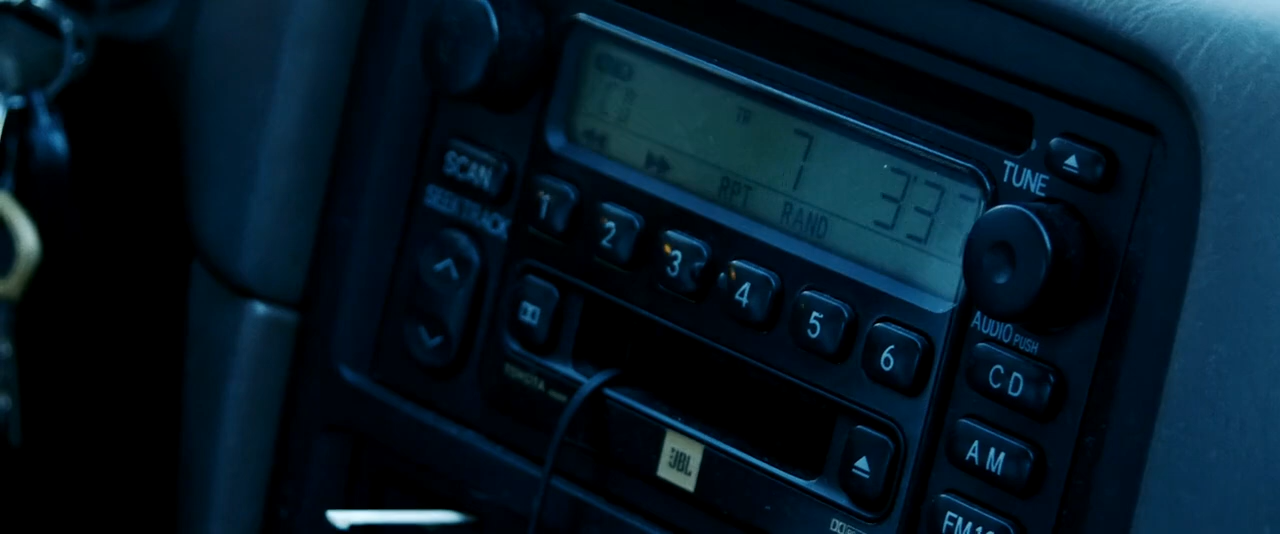 CD
TR
7
33
RPT
RAND
SCAN
SEEK TRACK
TUNE
1
2
3
4
5
6
AUDIO PUSH
CD
AM
TOYOTA
JBL